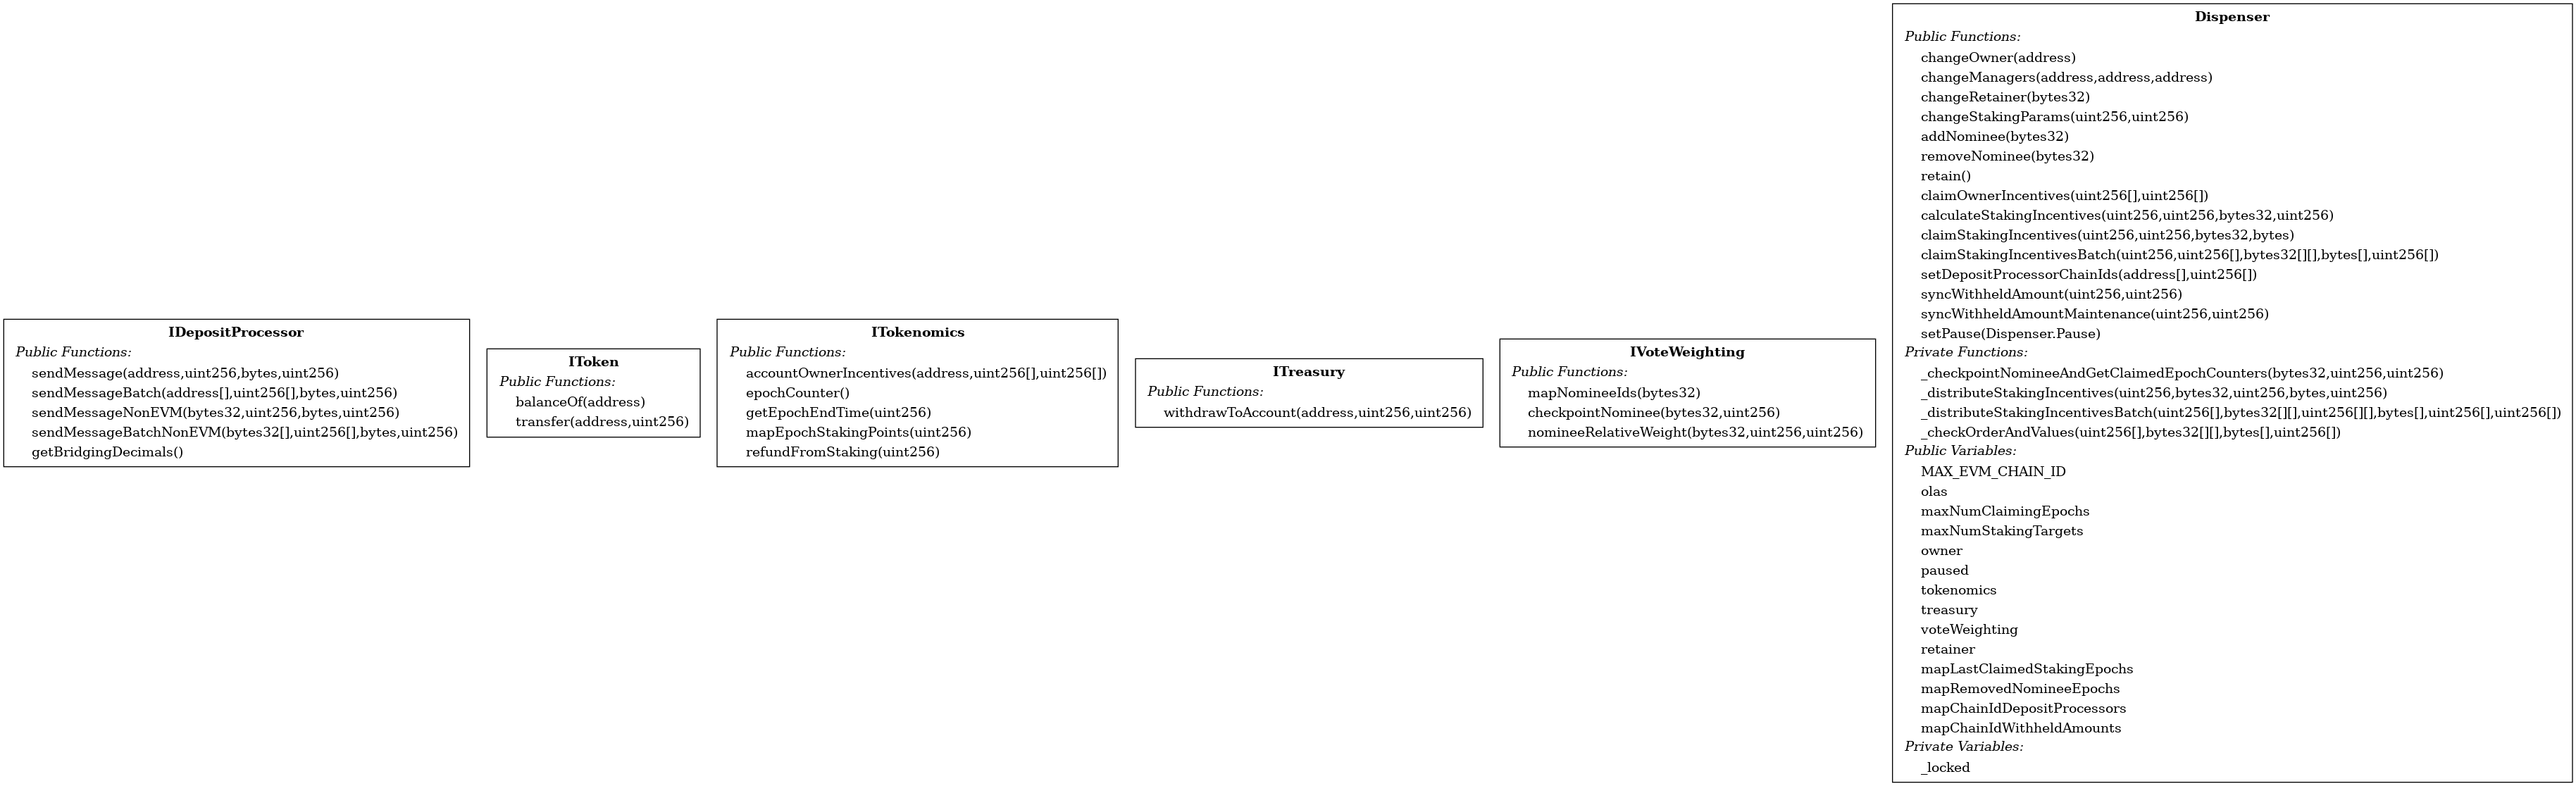 IDepositProcessor
Public Functions:
sendMessage(address,uint256,bytes,uint256)
sendMessageBatch(address[],uint256[],bytes,uint256)
sendMessageNonEVM(bytes32,uint256,bytes,uint256)
sendMessageBatchNonEVM(bytes32[],uint256[],bytes,uint256)
getBridgingDecimals()
IToken
Public Functions:
balanceOf(address)
transfer(address,uint256)
ITokenomics
Public Functions:
accountOwnerIncentives(address,uint256[],uint256[])
epochCounter()
getEpochEndTime(uint256)
mapEpochStakingPoints(uint256)
refundFromStaking(uint256)
ITreasury
Public Functions:
withdrawToAccount(address,uint256,uint256)
IVoteWeighting
Public Functions:
mapNomineeIds(bytes32)
checkpointNominee(bytes32,uint256)
nomineeRelativeWeight(bytes32,uint256,uint256)
Dispenser
Public Functions:
changeOwner(address)
changeManagers(address,address,address)
changeRetainer(bytes32)
changeStakingParams(uint256,uint256)
addNominee(bytes32)
removeNominee(bytes32)
retain()
claimOwnerIncentives(uint256[],uint256[])
calculateStakingIncentives(uint256,uint256,bytes32,uint256)
claimStakingIncentives(uint256,uint256,bytes32,bytes)
claimStakingIncentivesBatch(uint256,uint256[],bytes32[][],bytes[],uint256[])
setDepositProcessorChainIds(address[],uint256[])
syncWithheldAmount(uint256,uint256)
syncWithheldAmountMaintenance(uint256,uint256)
setPause(Dispenser.Pause)
Private Functions:
_checkpointNomineeAndGetClaimedEpochCounters(bytes32,uint256,uint256)
_distributeStakingIncentives(uint256,bytes32,uint256,bytes,uint256)
_distributeStakingIncentivesBatch(uint256[],bytes32[][],uint256[][],bytes[],uint256[],uint256[])
_checkOrderAndValues(uint256[],bytes32[][],bytes[],uint256[])
Public Variables:
MAX_EVM_CHAIN_ID
olas
maxNumClaimingEpochs
maxNumStakingTargets
owner
paused
tokenomics
treasury
voteWeighting
retainer
mapLastClaimedStakingEpochs
mapRemovedNomineeEpochs
mapChainIdDepositProcessors
mapChainIdWithheldAmounts
Private Variables:
_locked